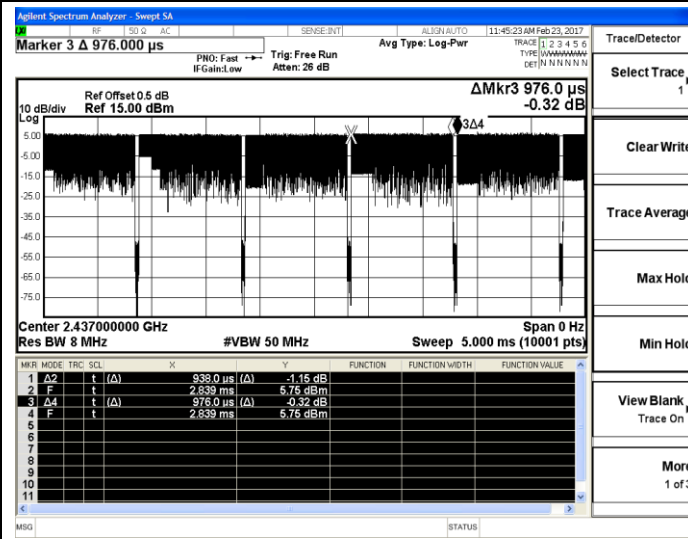 Agilent Spectrum Analyzer - Swept SA
RF 50 Ω AC SENSE:INT ALIGN AUTO 11:45:23 AM Feb 23, 2017
Marker 3 Δ 976.000 µs
PNO: Fast
IFGain:Low
Trig: Free Run
Atten: 26 dB
Avg Type: Log-Pwr
TRACE 1 2 3 4 5 6
TYPE
DET N N N N N N
Ref Offset 0.5 dB
10 dB/div Ref 15.00 dBm
ΔMkr3 976.0 µs
-0.32 dB
Log
3Δ4
5.00
-5.00
-15.0
-25.0
-35.0
-45.0
-55.0
-65.0
-75.0
Center 2.437000000 GHz Span 0 Hz
Res BW 8 MHz #VBW 50 MHz Sweep 5.000 ms (10001 pts)
MKR MODE TRC SCL X Y FUNCTION FUNCTION WIDTH FUNCTION VALUE
1 Δ2 t (Δ) 938.0 µs (Δ) -1.15 dB
2 F t 2.839 ms 5.75 dBm
3 Δ4 t (Δ) 976.0 µs (Δ) -0.32 dB
4 F t 2.839 ms 5.75 dBm
5
6
7
8
9
10
11
MSG STATUS
Trace/Detector
Select Trace
1
Clear Write
Trace Average
Max Hold
Min Hold
View Blank
Trace On
More
1 of 3